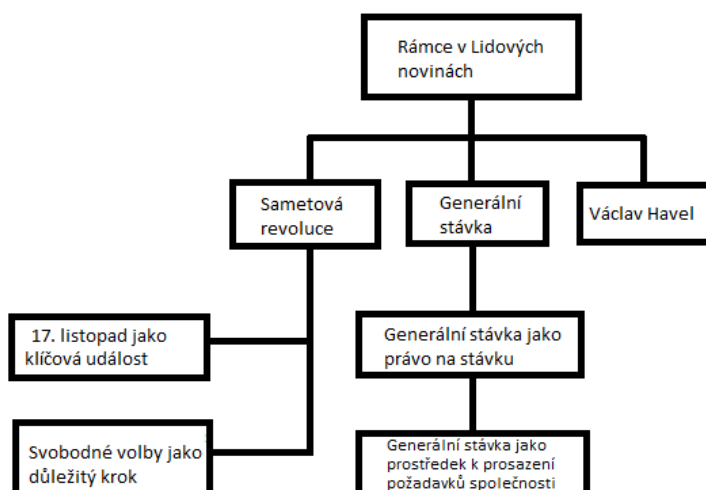 Rámce v Lidových
novinách
Sametová
revoluce
Generální
stávka
Václav Havel
17. listopad jako
klíčová událost
Generální stávka jako
právo na stávku
Svobodné volby jako
důležitý krok
Generální stávka jako
prostředek k prosazení
požadavků společnosti